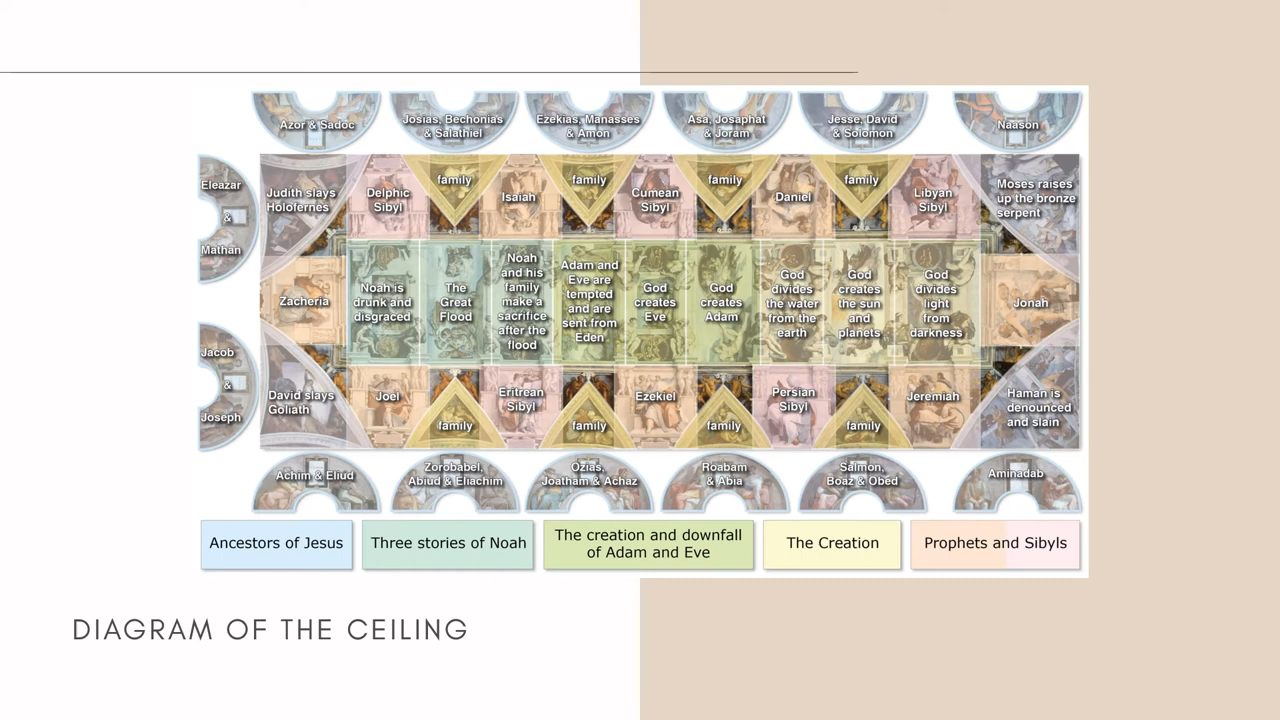 Azor & Sadoc
Josias, Bechonias
& Salathiel
Ezekias, Manasses
& Amon
Asa, Josaphat
& Joram
Jesse, David
& Solomon
Naason
Eleazar
&
Mathan
Judith slays
Holofernes
Delphic
Sibyl
family
Isaiah
family
Cumean
Sibyl
family
Daniel
family
Libyan
Sibyl
Moses raises
up the bronze
serpent
Zacheria
Noah is
drunk and
disgraced
The
Great
Flood
Noah
and his
family
make a
sacrifice
after the
flood
Adam and
Eve are
tempted
and are
sent from
Eden
God
creates
Eve
God
creates
Adam
God
divides
the water
from the
earth
God
creates
the sun
and
planets
God
divides
light
from
darkness
Jonah
Jacob
&
Joseph
David slays
Goliath
Joel
family
Eritrean
Sibyl
family
Ezekiel
family
Persian
Sibyl
family
Jeremiah
Haman is
denounced
and slain
Achim & Eliud
Zorobabel,
Abiud & Eliachim
Ozias,
Joatham & Achaz
Roabam
& Abia
Salmon,
Boaz & Obed
Aminadab
Ancestors of Jesus
Three stories of Noah
The creation and downfall
of Adam and Eve
The Creation
Prophets and Sibyls
DIAGRAM OF THE CEILING